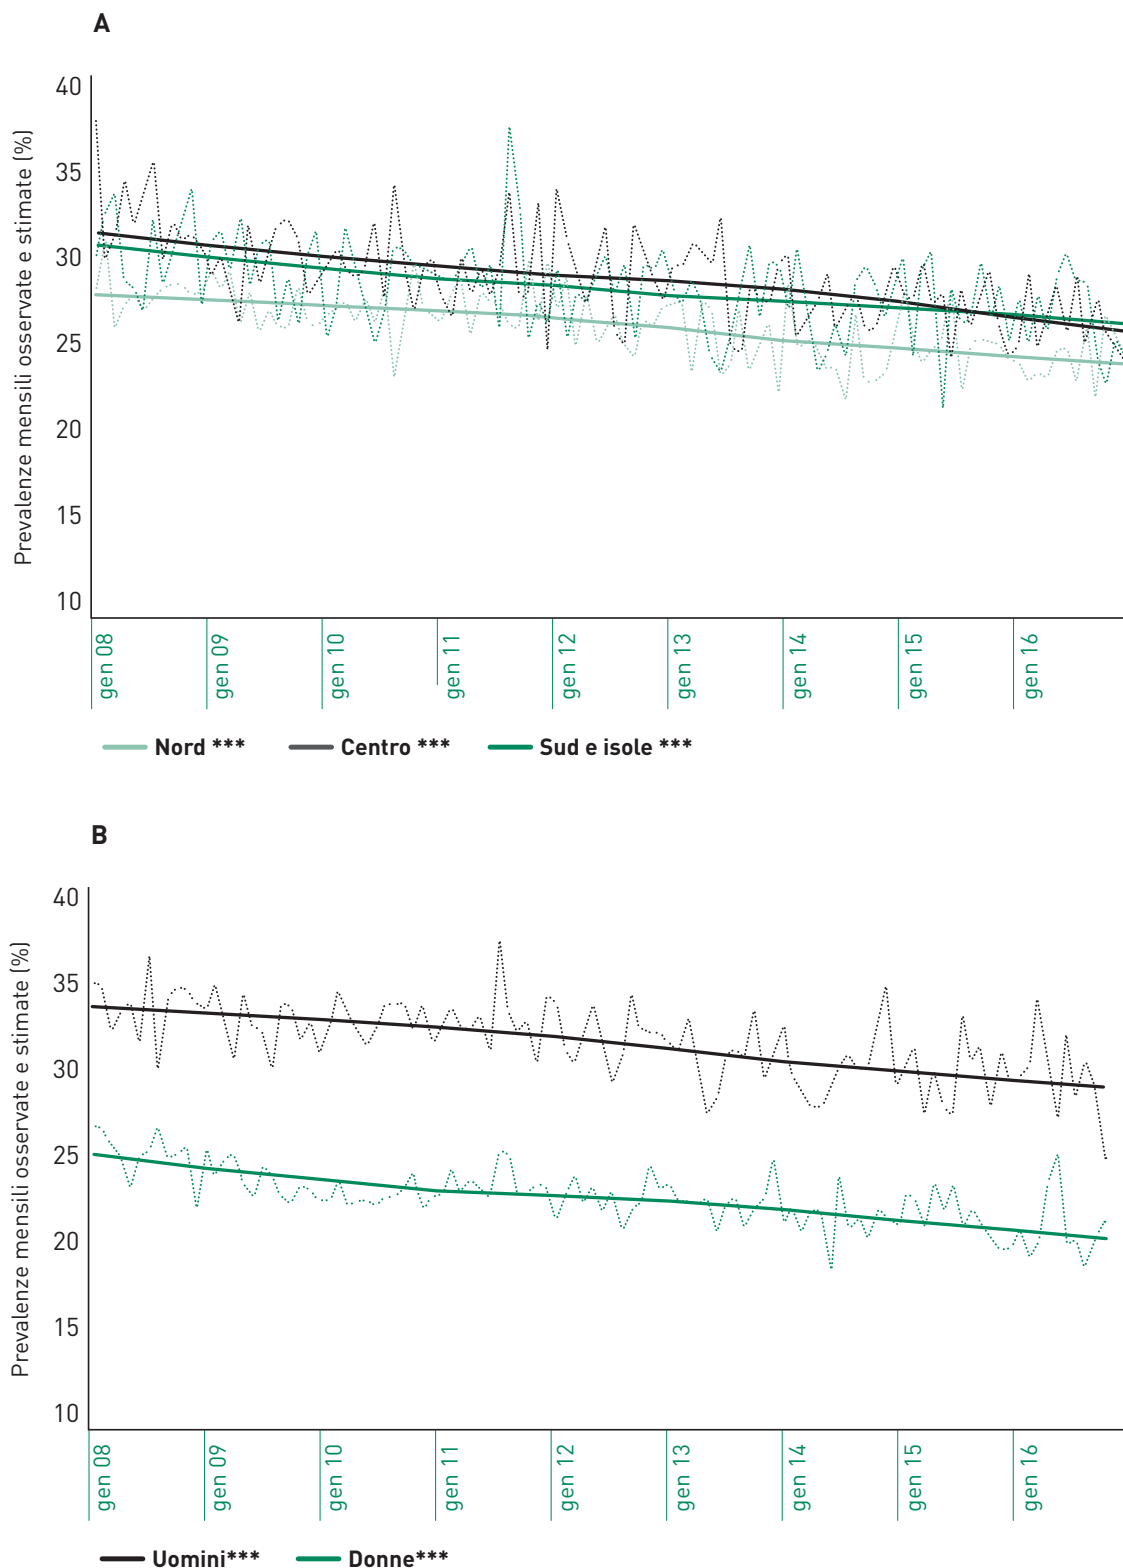 A
Prevalenze mensili osservate e stimate (%)
40
35
30
25
20
15
10
gen 08
gen 09
gen 10
gen 11
gen 12
gen 13
gen 14
gen 15
gen 16
Nord *** Centro *** Sud e isole ***
B
Prevalenze mensili osservate e stimate (%)
40
35
30
25
20
15
10
gen 08
gen 09
gen 10
gen 11
gen 12
gen 13
gen 14
gen 15
gen 16
Uomini*** Donne***